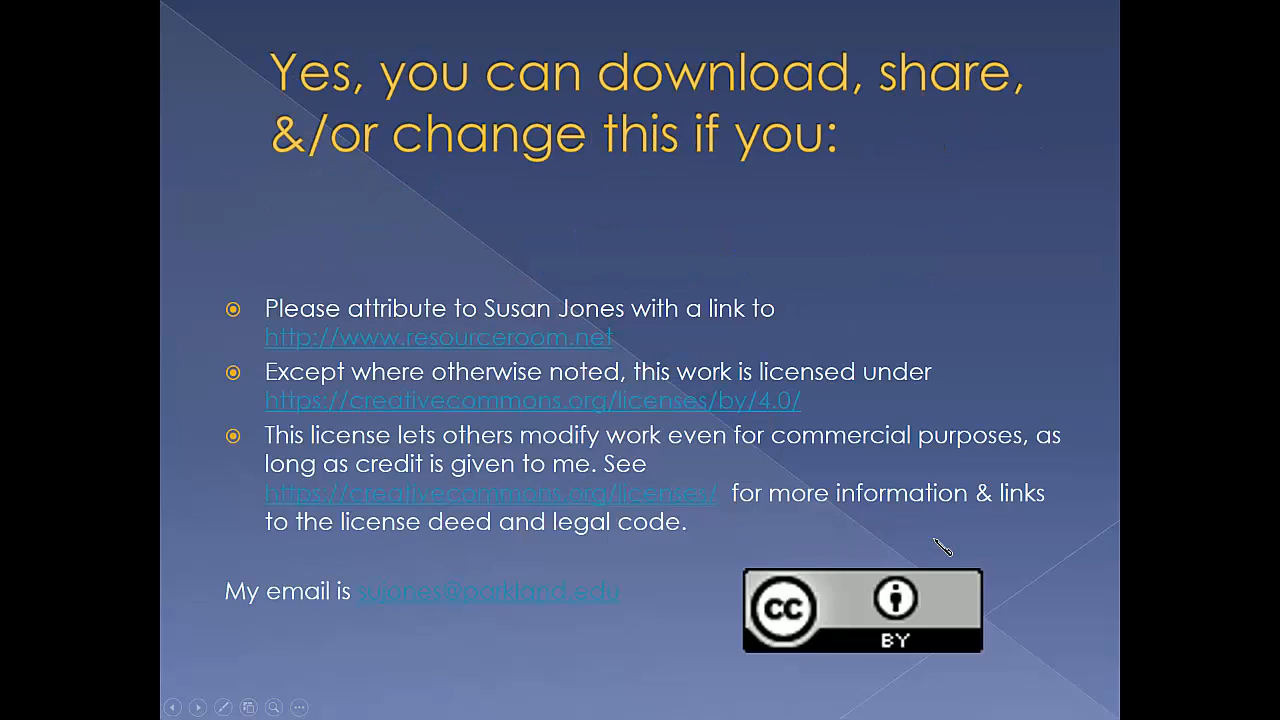 Yes, you can download, share,
&/or change this if you:
Please attribute to Susan Jones with a link to
http://www.resourceroom.net
Except where otherwise noted, this work is licensed under
https://creativecommons.org/licenses/by/4.0/
This license lets others modify work even for commercial purposes, as
long as credit is given to me. See
https://creativecommons.org/licenses/ for more information & links
to the license deed and legal code.
My email is sujones@parkland.edu
cc
BY